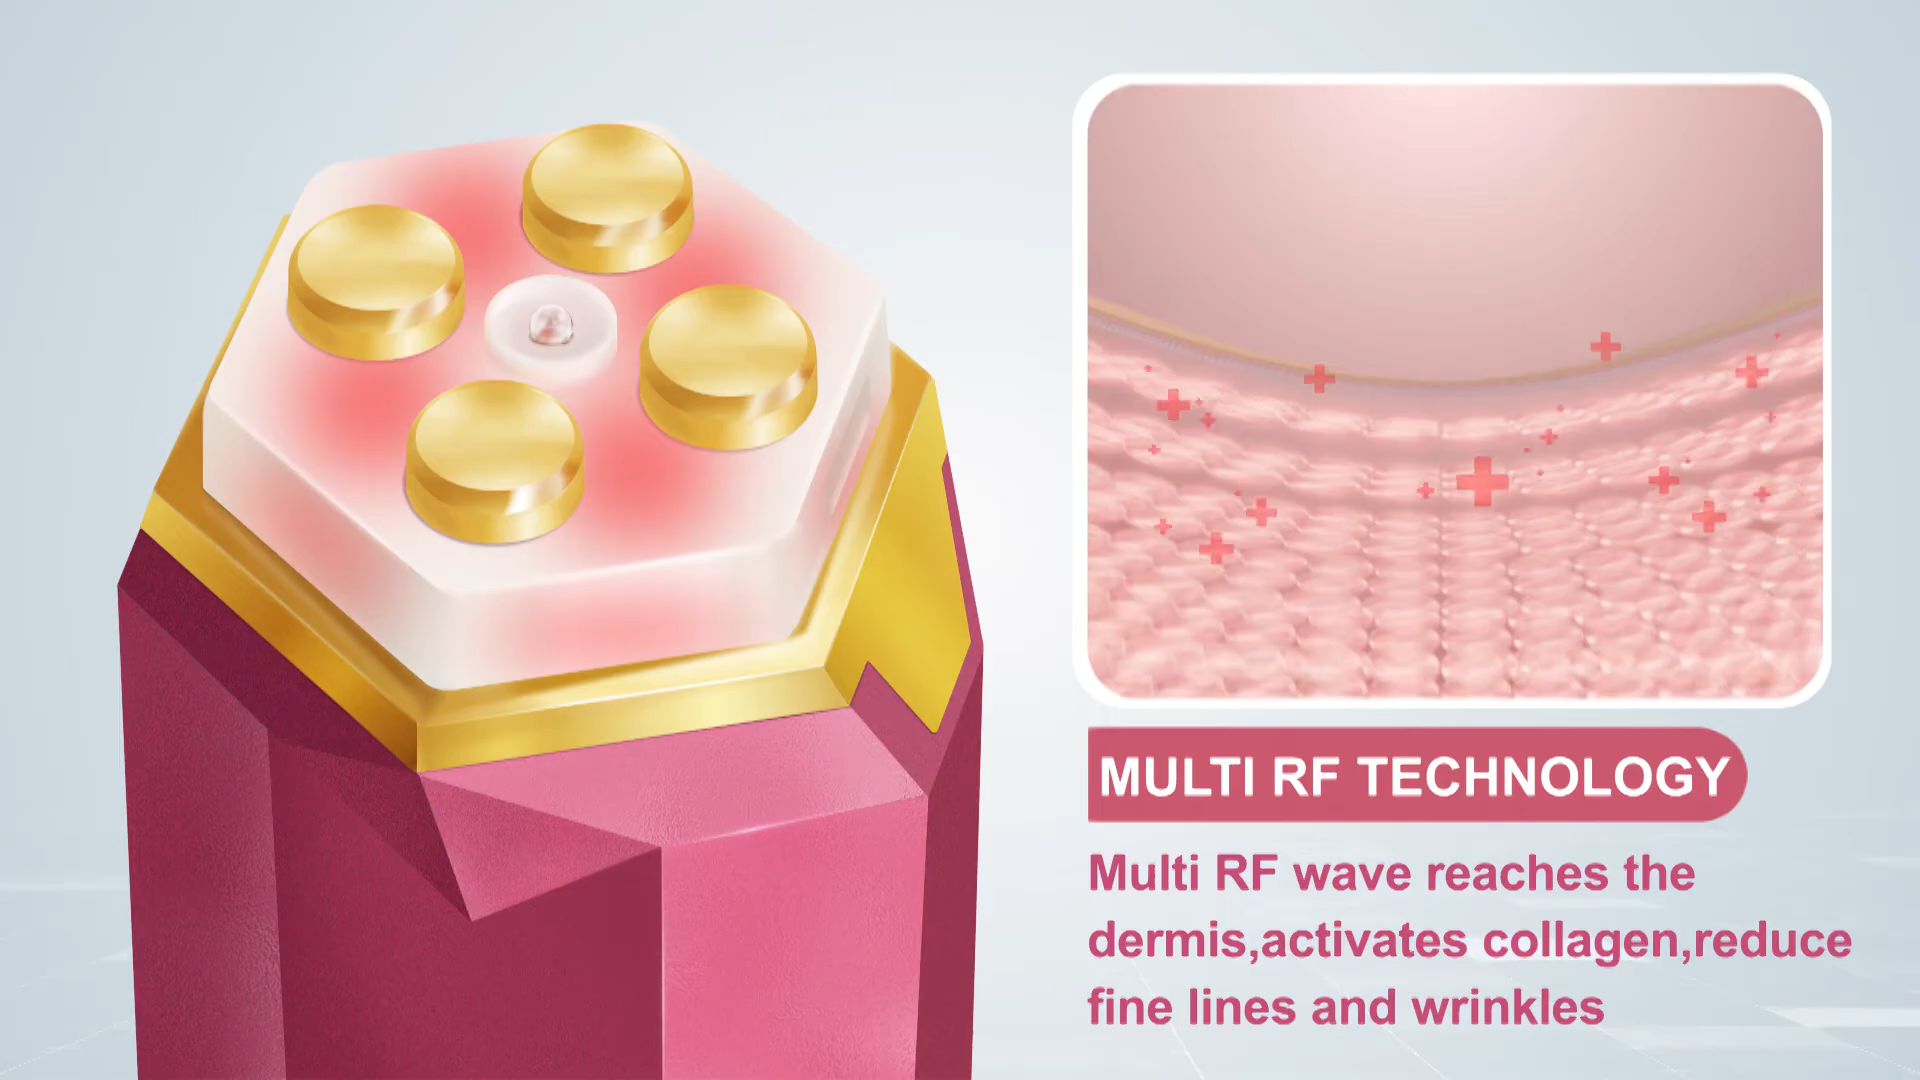 MULTI RF TECHNOLOGY
Multi RF wave reaches the
dermis,activates collagen,reduce
fine lines and wrinkles